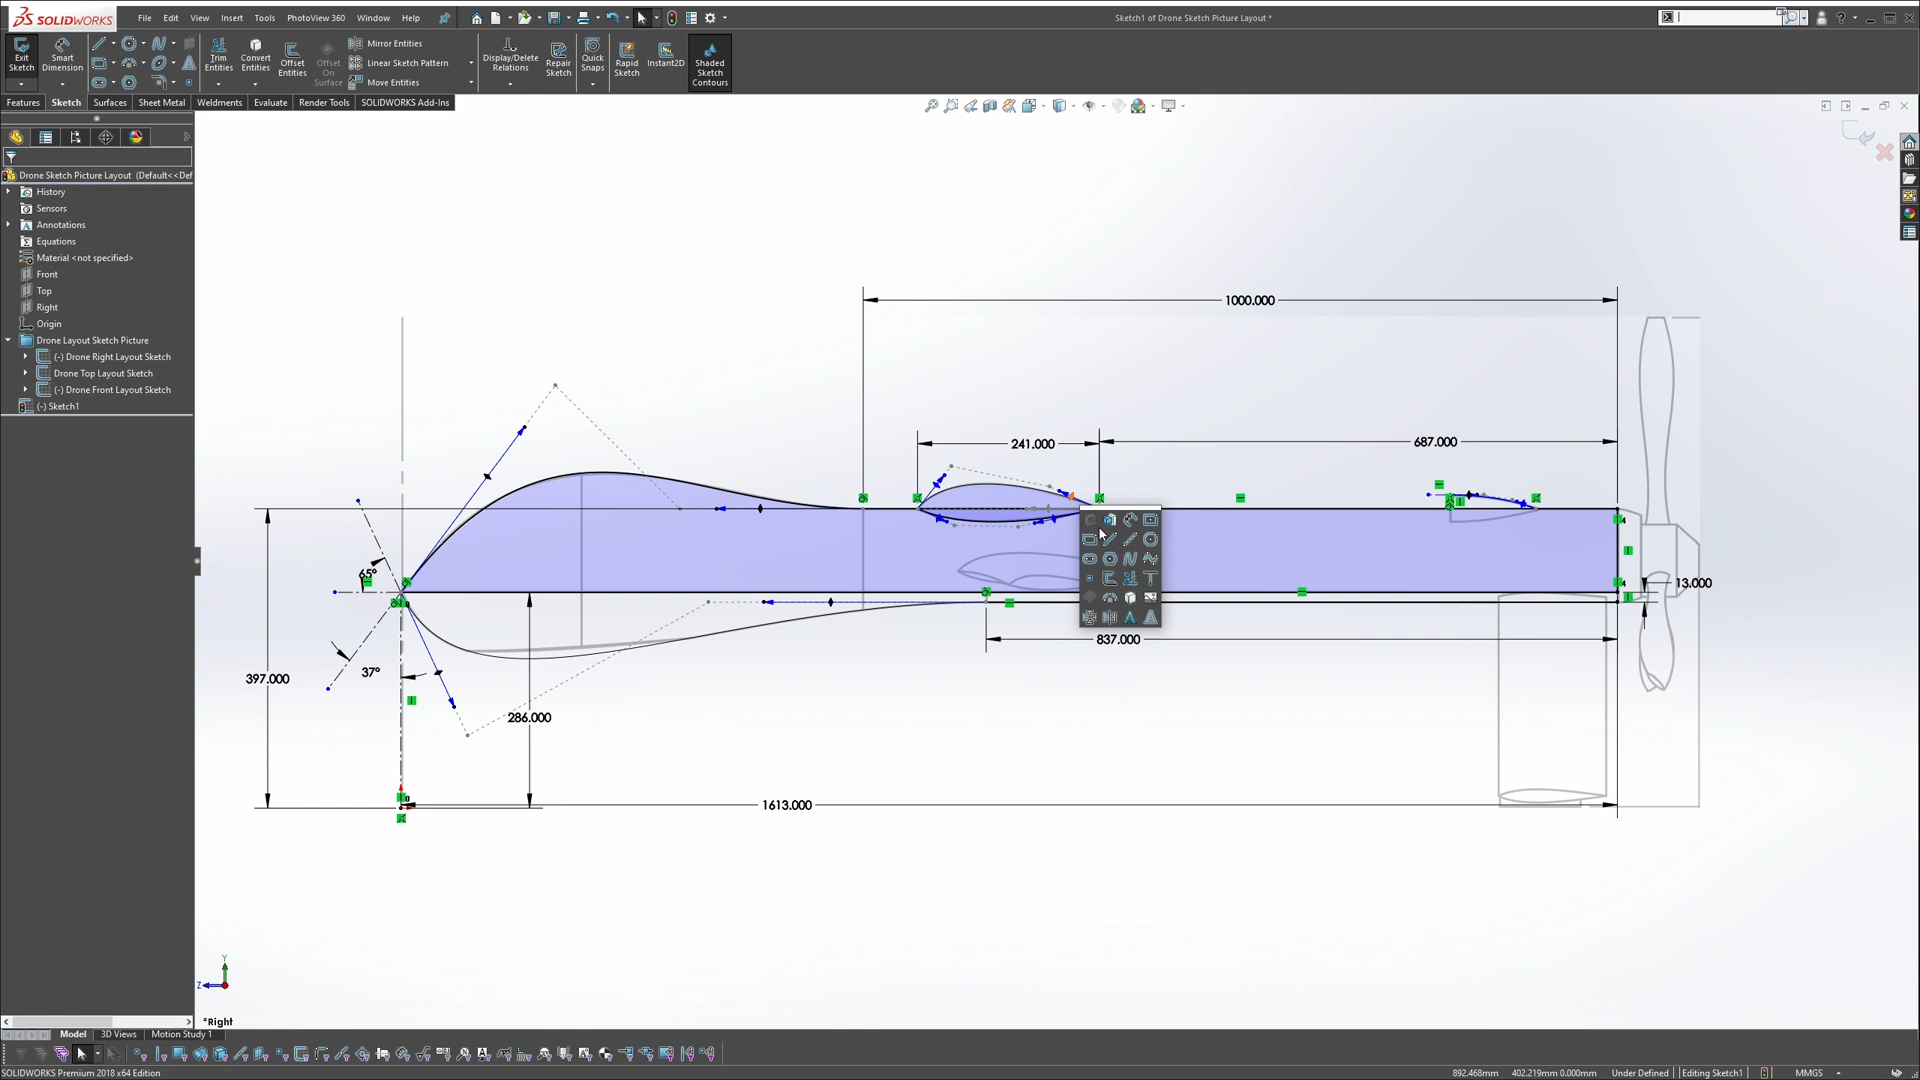 3S SOLIDWORKS
File Edit View Insert Tools PhotoView 360 Window Help
Sketch1 of Drone Sketch Picture Layout *
Exit Sketch
Smart Dimension
Trim Entities
Convert Entities
Offset Entities
Offset On Surface
Mirror Entities
Linear Sketch Pattern
Move Entities
Display/Delete Relations
Repair Sketch
Quick Snaps
Rapid Sketch
Instant2D
Shaded Sketch Contours
Features Sketch Surfaces Sheet Metal Weldments Evaluate Render Tools SOLIDWORKS Add-Ins
Drone Sketch Picture Layout (Default<<Def
History
Sensors
Annotations
Equations
Material <not specified>
Front
Top
Right
Origin
Drone Layout Sketch Picture
(-) Drone Right Layout Sketch
Drone Top Layout Sketch
(-) Drone Front Layout Sketch
(-) Sketch1
1000.000
241.000
687.000
65°
13.000
837.000
37°
397.000
286.000
1613.000
Y
Z
*Right
Model 3D Views Motion Study 1
SOLIDWORKS Premium 2018 x64 Edition
892.468mm 402.219mm 0.000mm Under Defined Editing Sketch1 MMGS